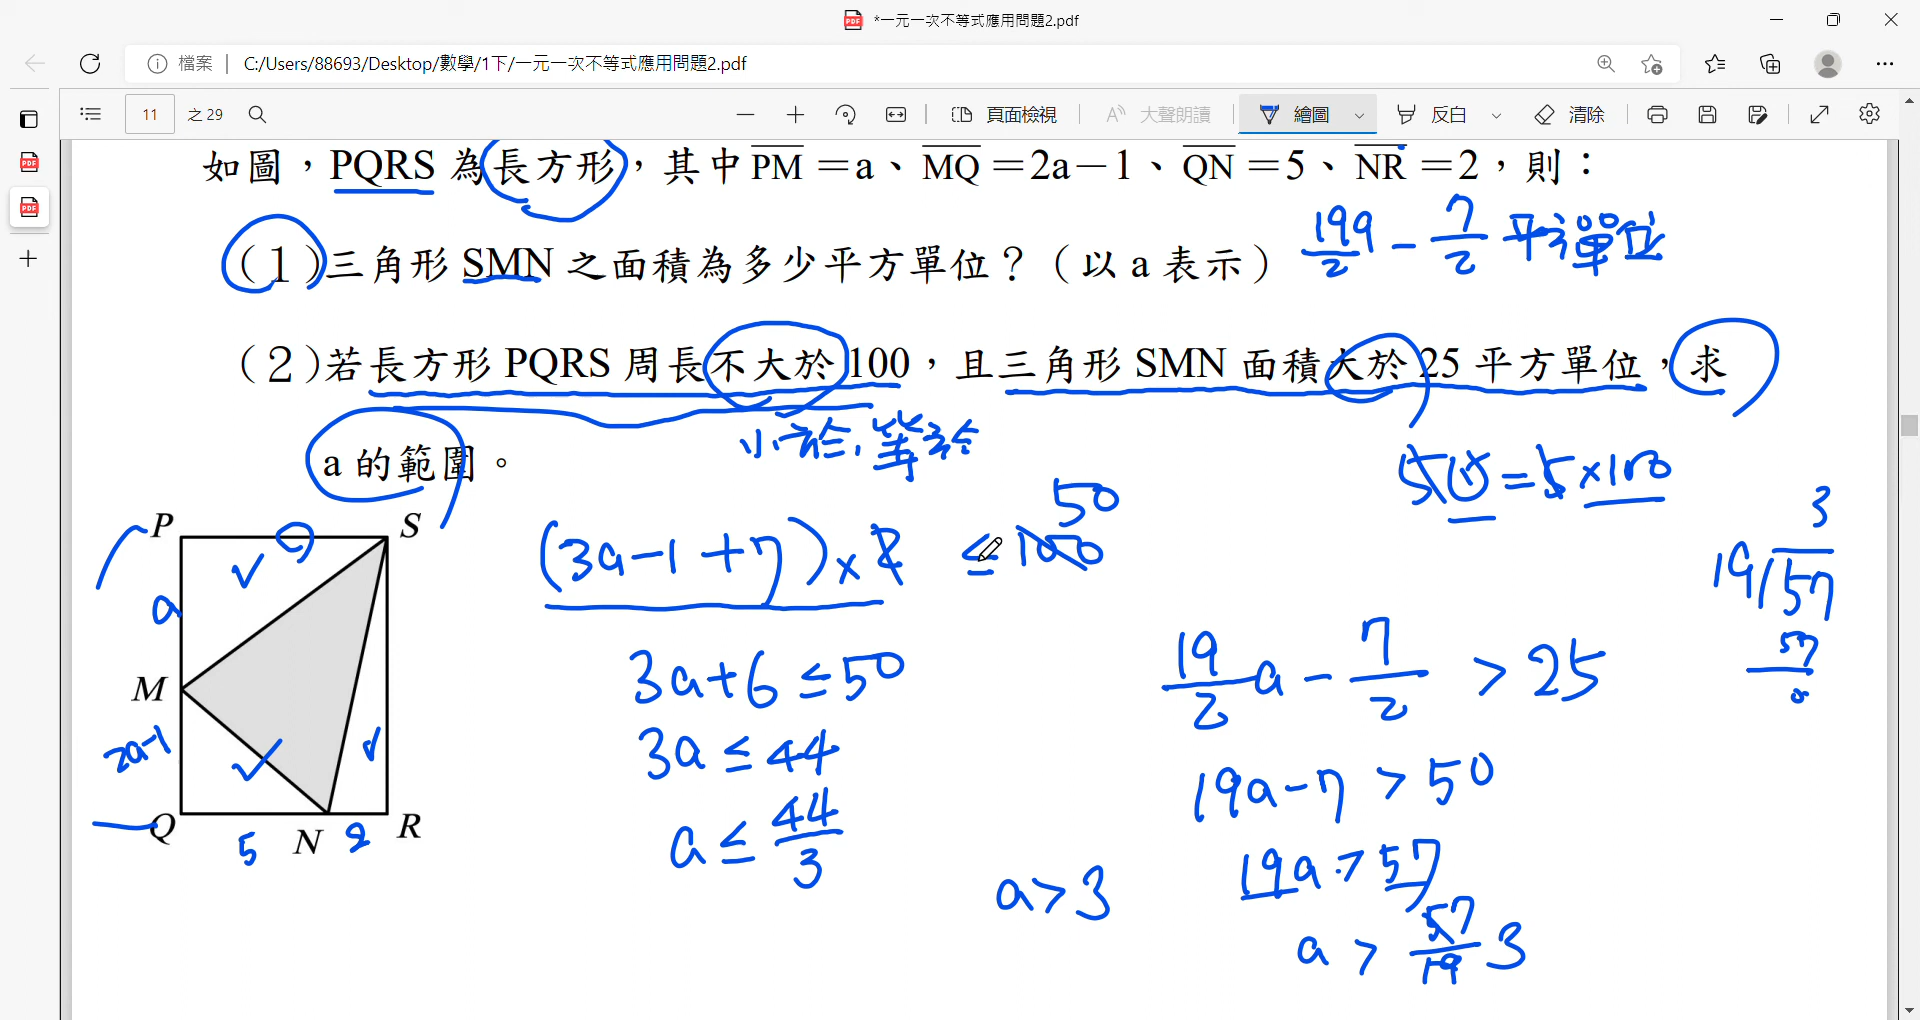 *一元一次不等式應用問題2.pdf
檔案 | C:/Users/88693/Desktop/數學/1下/一元一次不等式應用問題2.pdf
11 之 29 頁面檢視 大聲朗讀 繪圖 反白 清除
如圖，PQRS 為長方形，其中 PM =a、MQ =2a-1、QN =5、NR =2，則：
(1)三角形 SMN 之面積為多少平方單位？（以 a 表示）
19a/2 - 7/2 平方單位
(2)若長方形 PQRS 周長不大於 100，且三角形 SMN 面積大於 25 平方單位，求
a 的範圍。
小於,等於
=5×100
P S
a
M
2a-1
Q 5 N 2 R
50
(3a-1+7)×2 ≤100
3a+6≤50
3a≤44
a≤44/3
3
19/57
57
0
19/2 a - 7/2 > 25
19a-7>50
19a>57
a > 57/19 3
a>3